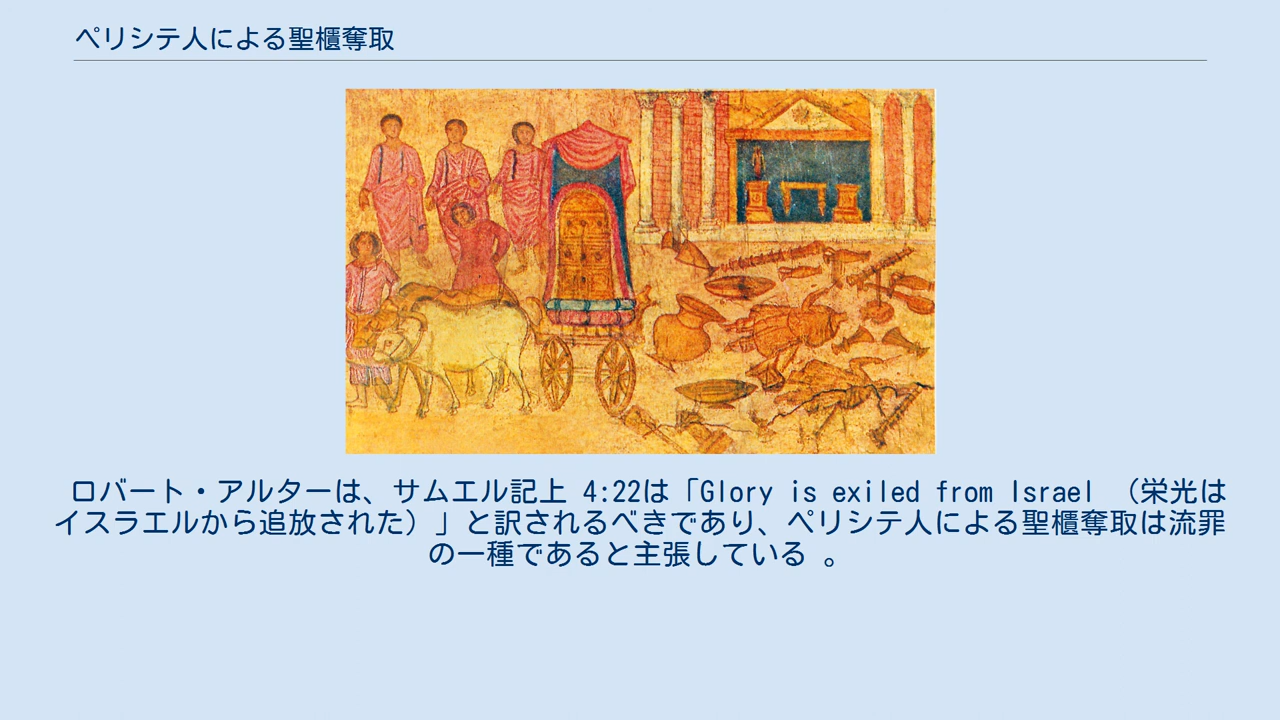 ペリシテ人による聖櫃奪取
ロバート・アルターは、サムエル記上 4:22は「Glory is exiled from Israel （栄光は
イスラエルから追放された）」と訳されるべきであり、ペリシテ人による聖櫃奪取は流罪
の一種であると主張している 。